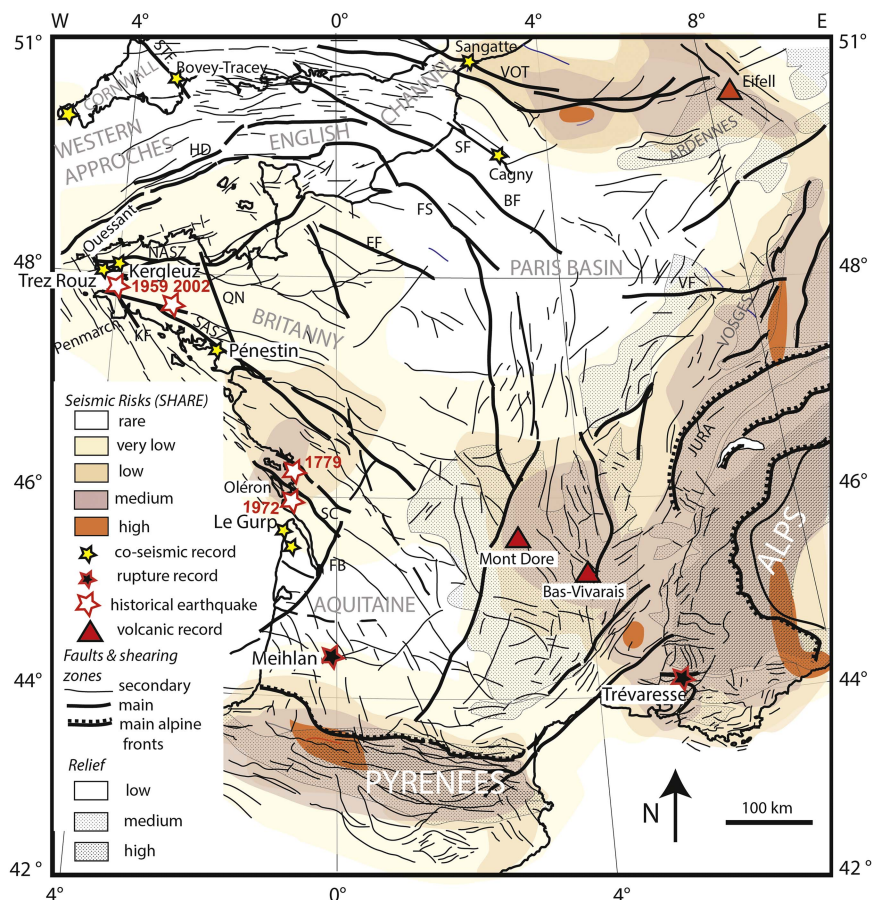 W 4° 0° 4° 8° E
51° 51°
STF.
Sangatte
Bovey-Tracey
CORNWALL
VOT
Eifell
CHANNEL
WESTERN
APPROCHES
ENGLISH
HD
SF
ARDENNES
Cagny
FS
BF
Ouessant
48° 48°
NASZ
FF
PARIS BASIN
Trez Rouz
Kergleuz
1959 2002
VF
QN
VOSGES
BRITANNY
SASZ
Penmarch
KF
Pénestin
Seismic Risks (SHARE)
rare
very low
low
medium
high
co-seismic record
rupture record
historical earthquake
volcanic record
Faults & shearing
zones
secondary
main
main alpine
fronts
Relief
low
medium
high
JURA
46° 46°
1779
Oléron
1972
SC
Le Gurp
ALPS
Mont Dore
FB
Bas-Vivarais
AQUITAINE
Meihlan
44° 44°
Trévaresse
PYRENEES
N
100 km
42° 42°
4° 0° 4°